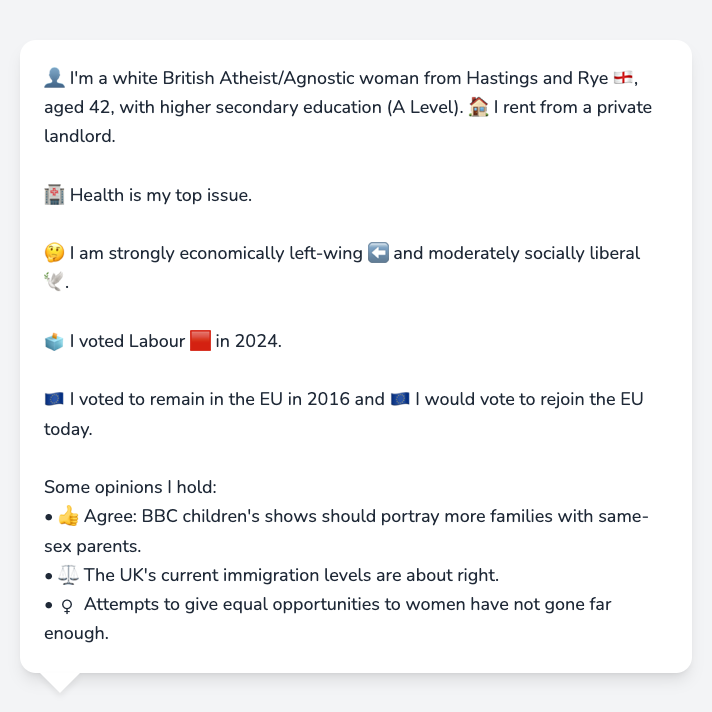 👤 I'm a white British Atheist/Agnostic woman from Hastings and Rye 🏴󠁧󠁢󠁥󠁮󠁧󠁿,
aged 42, with higher secondary education (A Level). 🏠 I rent from a private
landlord.
🏥 Health is my top issue.
🤔 I am strongly economically left-wing ⬅️ and moderately socially liberal
🕊️.
🗳️ I voted Labour 🟥 in 2024.
🇪🇺 I voted to remain in the EU in 2016 and 🇪🇺 I would vote to rejoin the EU
today.
Some opinions I hold:
• 👍 Agree: BBC children's shows should portray more families with same-
sex parents.
• ⚖️ The UK's current immigration levels are about right.
• ♀ Attempts to give equal opportunities to women have not gone far
enough.